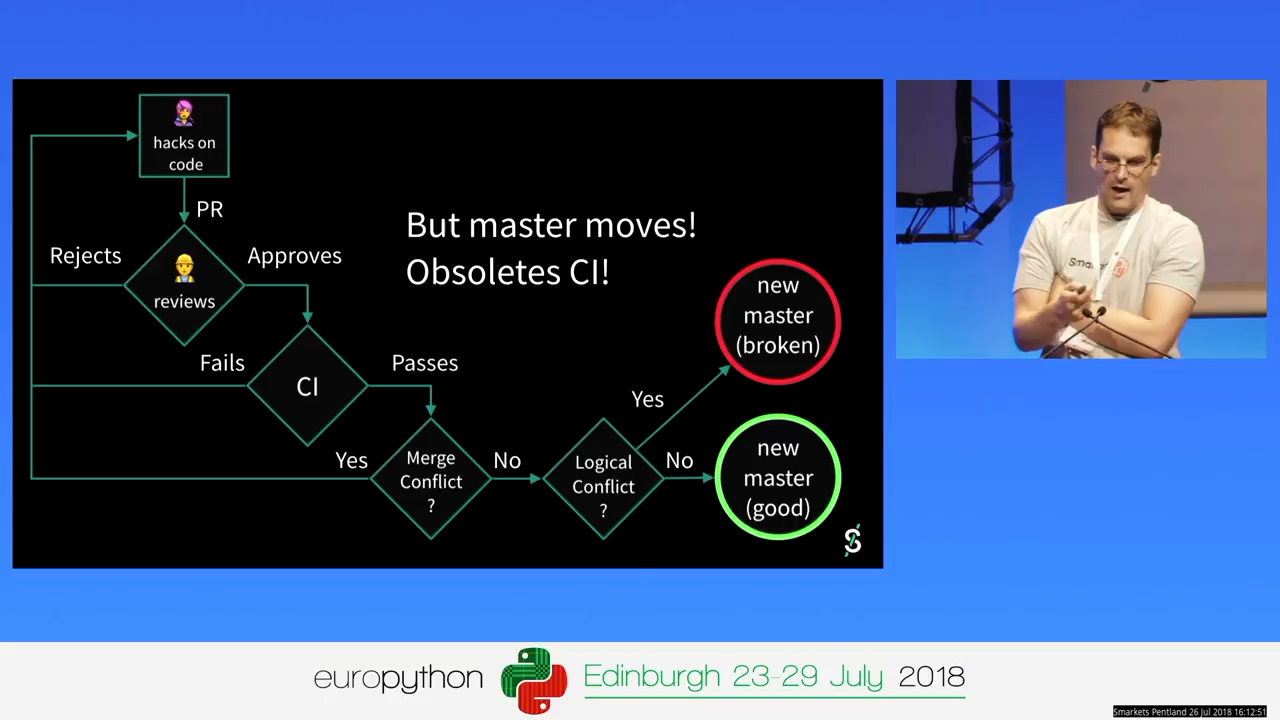 hacks on
code
PR
Rejects
Approves
reviews
But master moves!
Obsoletes CI!
Fails
CI
Passes
Yes
Merge
Conflict
?
No
Logical
Conflict
?
Yes
No
new
master
(broken)
new
master
(good)
S
europython
Edinburgh 23-29 July 2018
Smarkets Pentland 26 Jul 2018 16:12:51